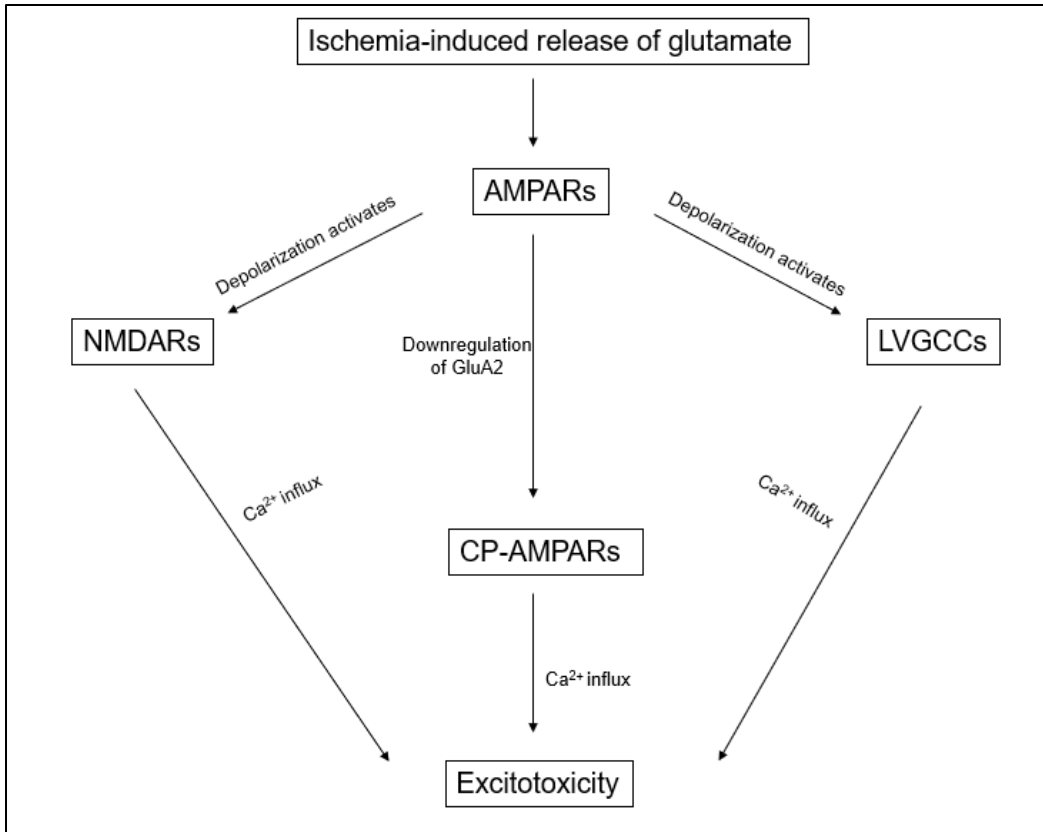 Ischemia-induced release of glutamate
AMPARs
Depolarization activates
Depolarization activates
NMDARs
Downregulation
of GluA2
LVGCCs
Ca²⁺ influx
Ca²⁺ influx
CP-AMPARs
Ca²⁺ influx
Excitotoxicity